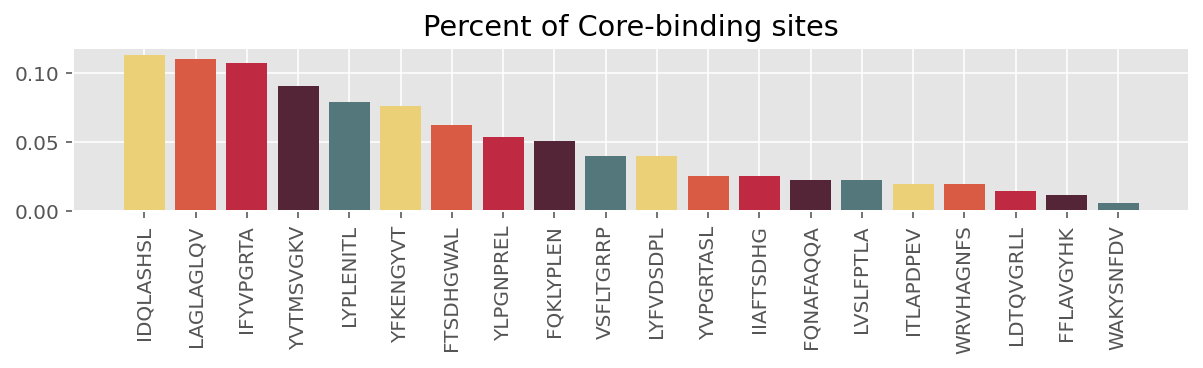 Percent of Core-binding sites
0.10
0.05
0.00
IDQLASHSL
LAGLAGLQV
IFYVPGRTA
YVTMSVGKV
LYPLENITL
YFKENGYVT
FTSDHGWAL
YLPGNPREL
FQKLYPLEN
VSFLTGRRP
LYFVDSDPL
YVPGRTASL
IIAFTSDHG
FQNAFAQQA
LVSLFPTLA
ITLAPDPEV
WRVHAGNFS
LDTQVGRLL
FFLAVGYHK
WAKYSNFDV